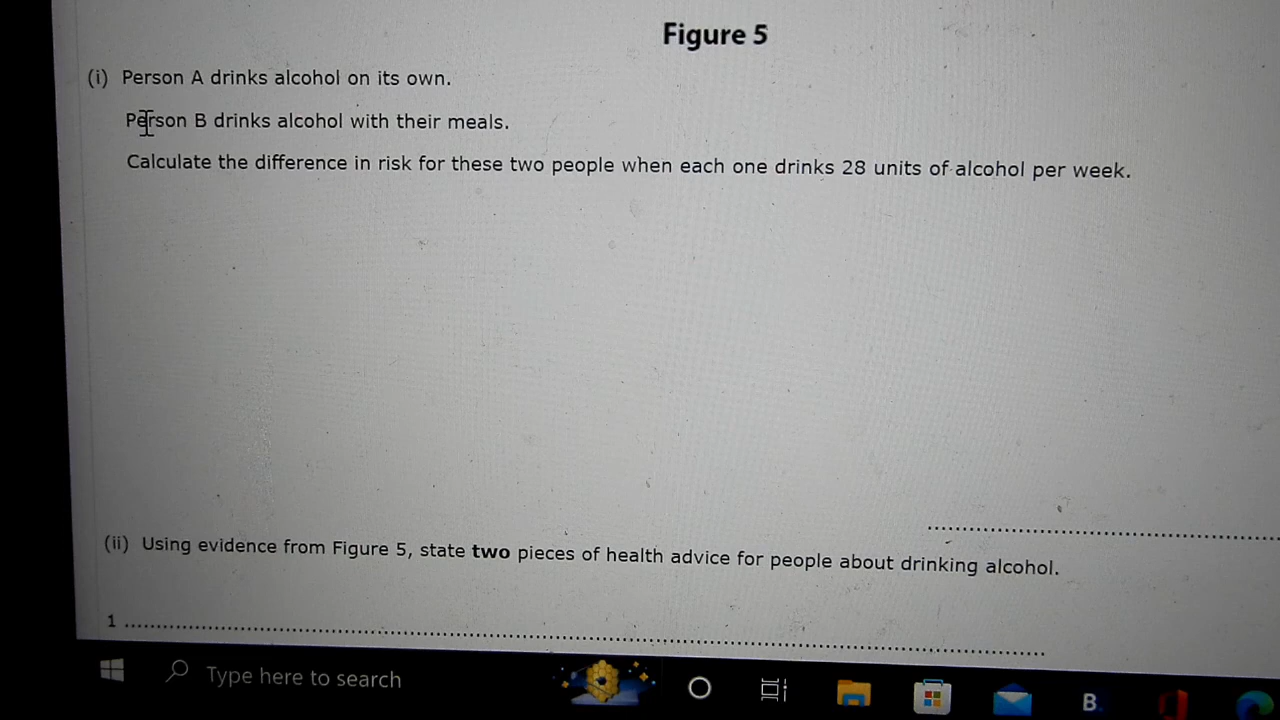 Figure 5
(i) Person A drinks alcohol on its own.
Person B drinks alcohol with their meals.
Calculate the difference in risk for these two people when each one drinks 28 units of alcohol per week.
(ii) Using evidence from Figure 5, state two pieces of health advice for people about drinking alcohol.
1
Type here to search
B